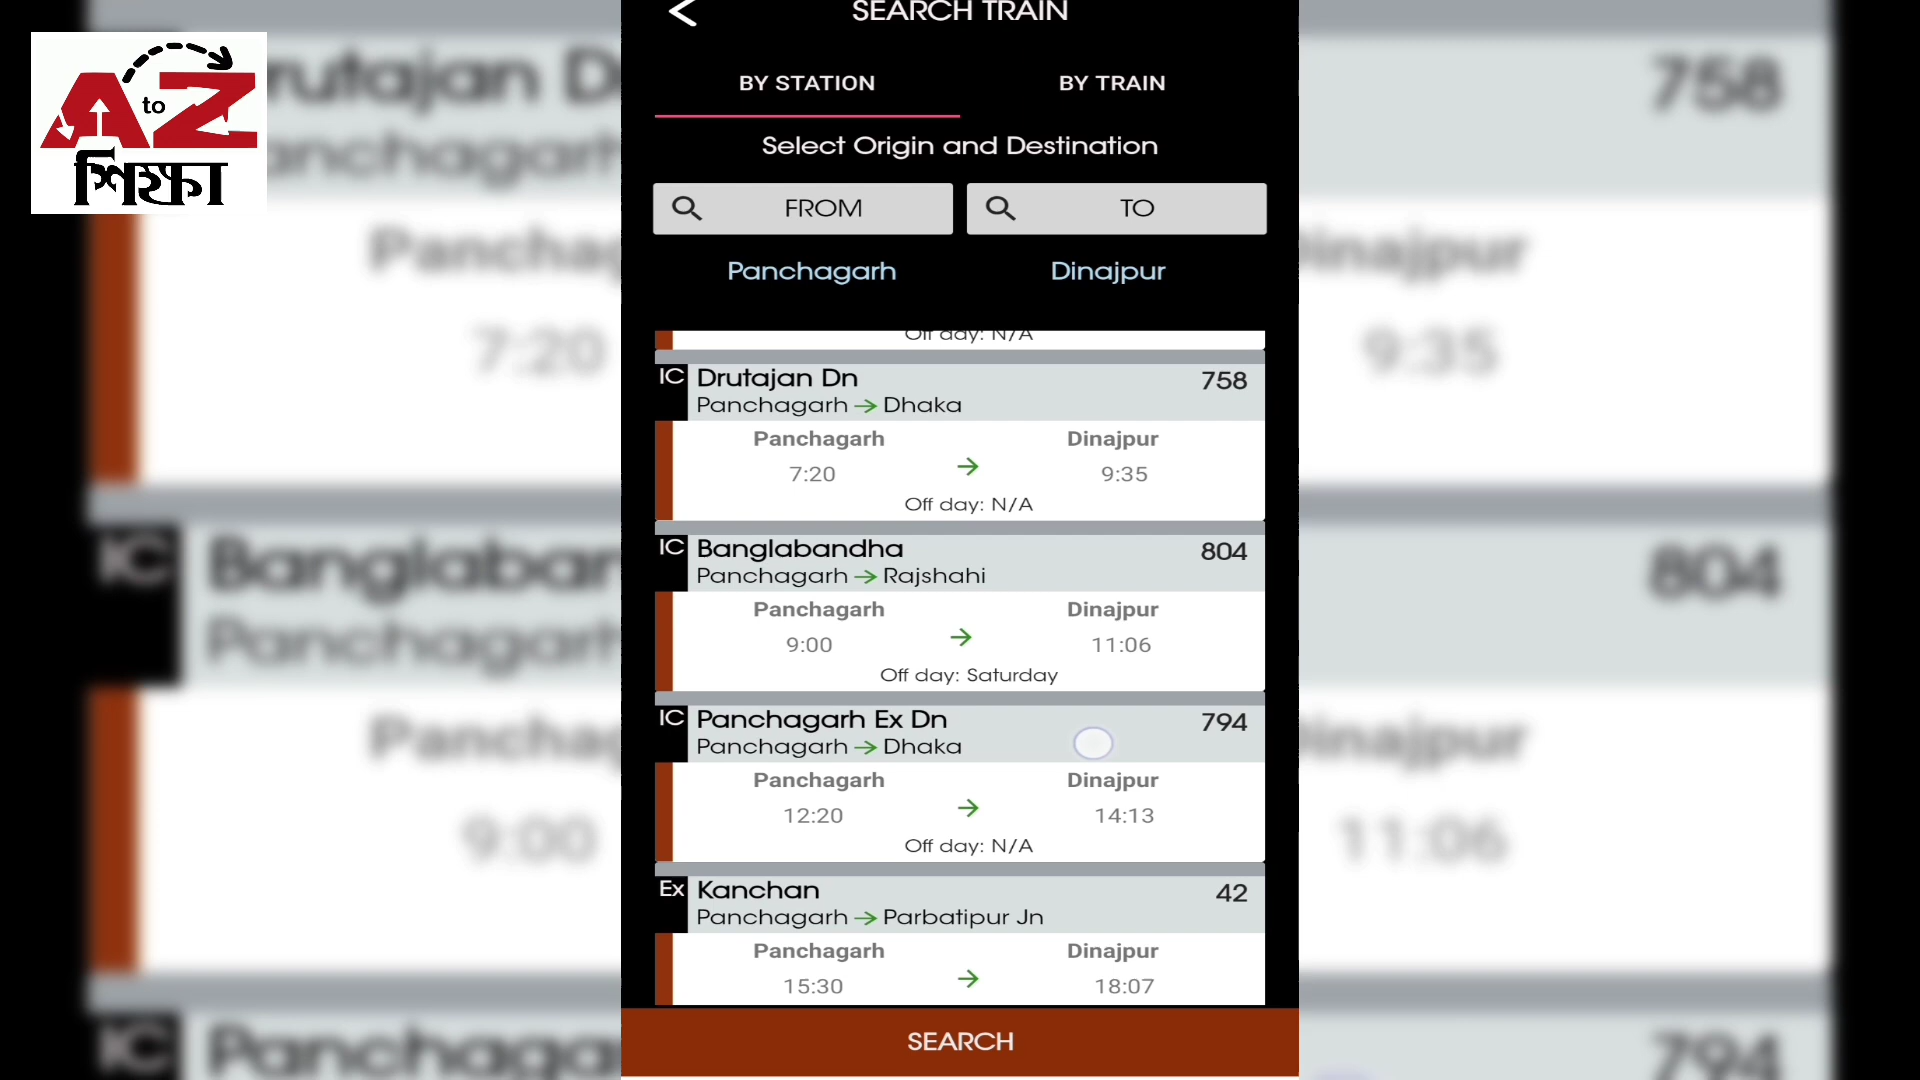 A to Z
শিক্ষা
SEARCH TRAIN
BY STATION
BY TRAIN
Select Origin and Destination
FROM
TO
Panchagarh
Dinajpur
Off day: N/A
IC
Drutajan Dn
758
Panchagarh → Dhaka
Panchagarh
Dinajpur
7:20
→
9:35
Off day: N/A
IC
Banglabandha
804
Panchagarh → Rajshahi
Panchagarh
Dinajpur
9:00
→
11:06
Off day: Saturday
IC
Panchagarh Ex Dn
794
Panchagarh → Dhaka
Panchagarh
Dinajpur
12:20
→
14:13
Off day: N/A
Ex
Kanchan
42
Panchagarh → Parbatipur Jn
Panchagarh
Dinajpur
15:30
→
18:07
SEARCH